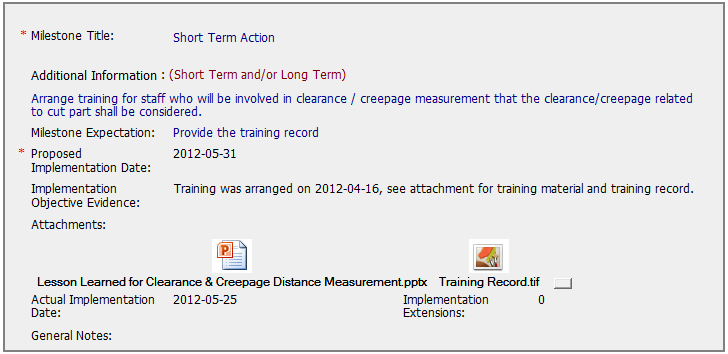 * Milestone Title: Short Term Action
Additional Information : (Short Term and/or Long Term)
Arrange training for staff who will be involved in clearance / creepage measurement that the clearance/creepage related
to cut part shall be considered.
Milestone Expectation: Provide the training record
* Proposed 2012-05-31
Implementation Date:
Implementation Training was arranged on 2012-04-16, see attachment for training material and training record.
Objective Evidence:
Attachments:
Lesson Learned for Clearance & Creepage Distance Measurement.pptx Training Record.tif
Actual Implementation 2012-05-25 Implementation 0
Date: Extensions:
General Notes: